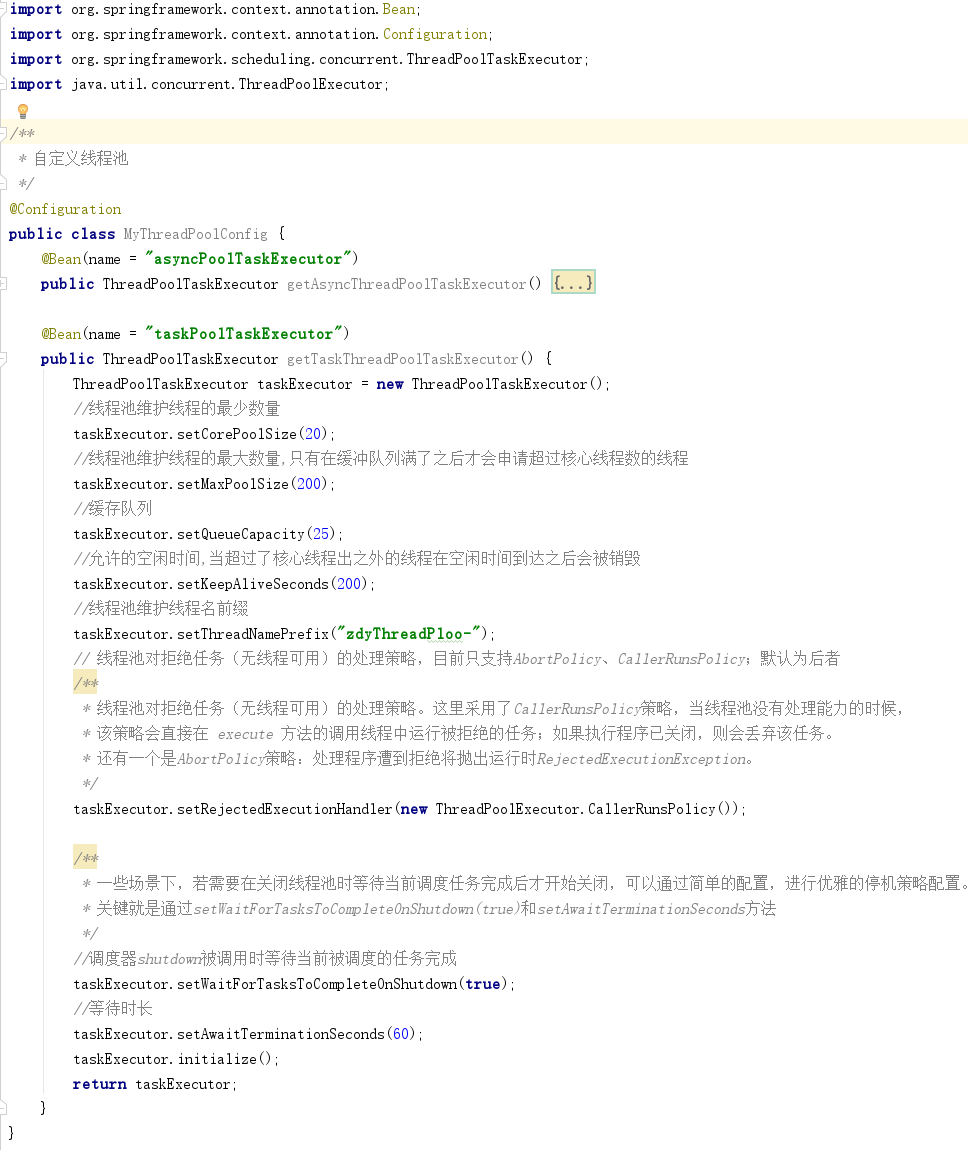 import org.springframework.context.annotation.Bean;
import org.springframework.context.annotation.Configuration;
import org.springframework.scheduling.concurrent.ThreadPoolTaskExecutor;
import java.util.concurrent.ThreadPoolExecutor;
/**
* 自定义线程池
*/
@Configuration
public class MyThreadPoolConfig {
@Bean(name = "asyncPoolTaskExecutor")
public ThreadPoolTaskExecutor getAsyncThreadPoolTaskExecutor() {...}
@Bean(name = "taskPoolTaskExecutor")
public ThreadPoolTaskExecutor getTaskThreadPoolTaskExecutor() {
ThreadPoolTaskExecutor taskExecutor = new ThreadPoolTaskExecutor();
//线程池维护线程的最少数量
taskExecutor.setCorePoolSize(20);
//线程池维护线程的最大数量,只有在缓冲队列满了之后才会申请超过核心线程数的线程
taskExecutor.setMaxPoolSize(200);
//缓存队列
taskExecutor.setQueueCapacity(25);
//允许的空闲时间,当超过了核心线程出之外的线程在空闲时间到达之后会被销毁
taskExecutor.setKeepAliveSeconds(200);
//线程池维护线程名前缀
taskExecutor.setThreadNamePrefix("zdyThreadPloo-");
// 线程池对拒绝任务（无线程可用）的处理策略，目前只支持AbortPolicy、CallerRunsPolicy；默认为后者
/**
* 线程池对拒绝任务（无线程可用）的处理策略。这里采用了CallerRunsPolicy策略，当线程池没有处理能力的时候，
* 该策略会直接在 execute 方法的调用线程中运行被拒绝的任务；如果执行程序已关闭，则会丢弃该任务。
* 还有一个是AbortPolicy策略：处理程序遭到拒绝将抛出运行时RejectedExecutionException。
*/
taskExecutor.setRejectedExecutionHandler(new ThreadPoolExecutor.CallerRunsPolicy());
/**
* 一些场景下，若需要在关闭线程池时等待当前调度任务完成后才开始关闭，可以通过简单的配置，进行优雅的停机策略配置。
* 关键就是通过setWaitForTasksToCompleteOnShutdown(true)和setAwaitTerminationSeconds方法
*/
//调度器shutdown被调用时等待当前被调度的任务完成
taskExecutor.setWaitForTasksToCompleteOnShutdown(true);
//等待时长
taskExecutor.setAwaitTerminationSeconds(60);
taskExecutor.initialize();
return taskExecutor;
}
}